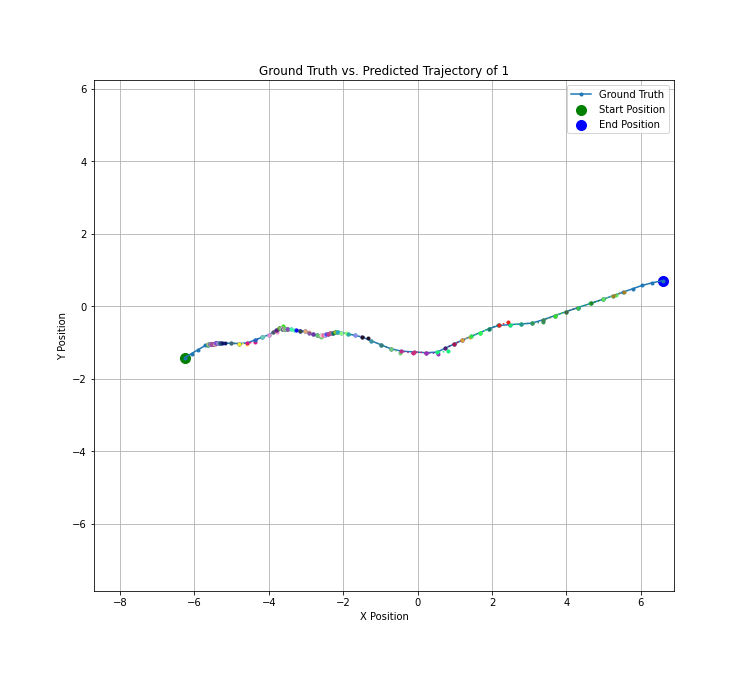 Ground Truth vs. Predicted Trajectory of 1
Ground Truth
Start Position
End Position
6
4
2
0
−2
−4
−6
Y Position
−8
−6
−4
−2
0
2
4
6
X Position